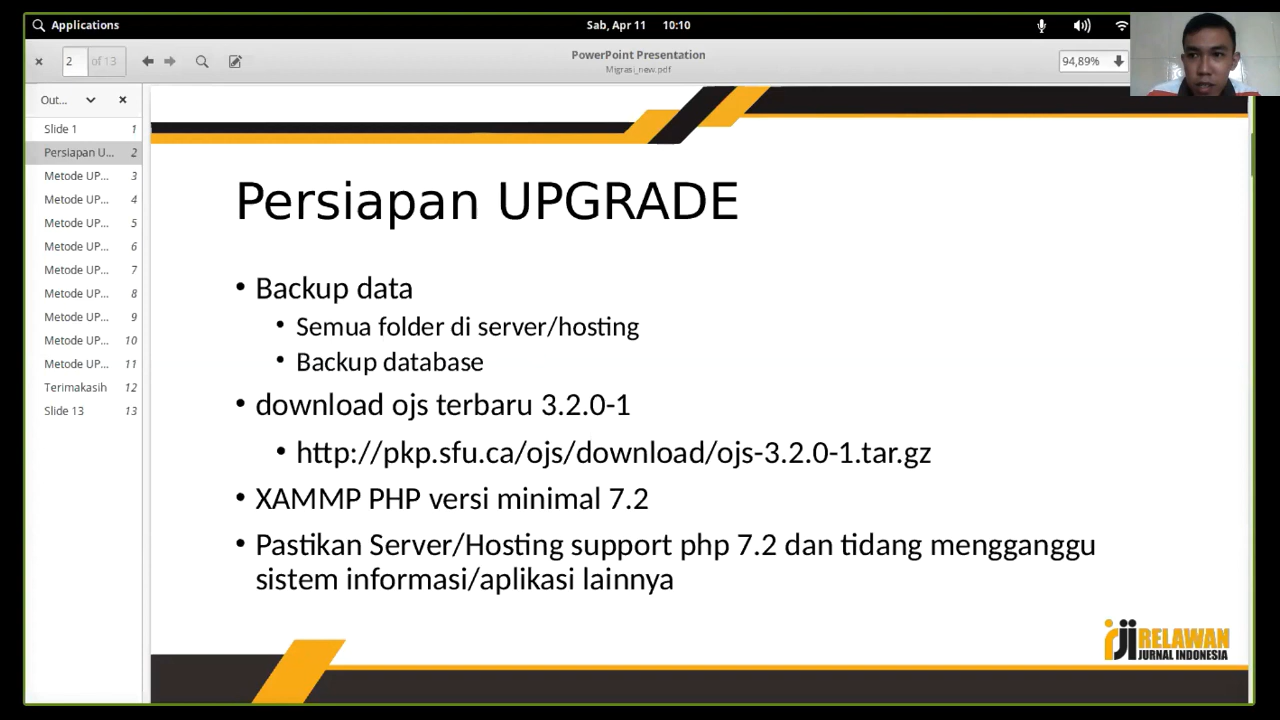 Applications
Sab, Apr 11 10:10
2 of 13
PowerPoint Presentation
Migrasi_new.pdf
94,89%
Out...
Slide 1 1
Persiapan U... 2
Metode UP... 3
Metode UP... 4
Metode UP... 5
Metode UP... 6
Metode UP... 7
Metode UP... 8
Metode UP... 9
Metode UP... 10
Metode UP... 11
Terimakasih 12
Slide 13 13
Persiapan UPGRADE
• Backup data
• Semua folder di server/hosting
• Backup database
• download ojs terbaru 3.2.0-1
• http://pkp.sfu.ca/ojs/download/ojs-3.2.0-1.tar.gz
• XAMMP PHP versi minimal 7.2
• Pastikan Server/Hosting support php 7.2 dan tidang mengganggu
sistem informasi/aplikasi lainnya
rji RELAWAN
JURNAL INDONESIA